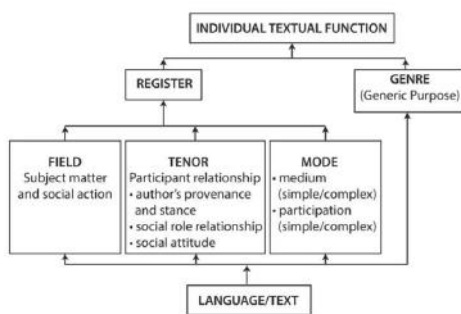 INDIVIDUAL TEXTUAL FUNCTION
REGISTER
GENRE
(Generic Purpose)
FIELD
Subject matter
and social action
TENOR
Participant relationship
• author's provenance
and stance
• social role relationship
• social attitude
MODE
• medium
(simple/complex)
• participation
(simple/complex)
LANGUAGE/TEXT